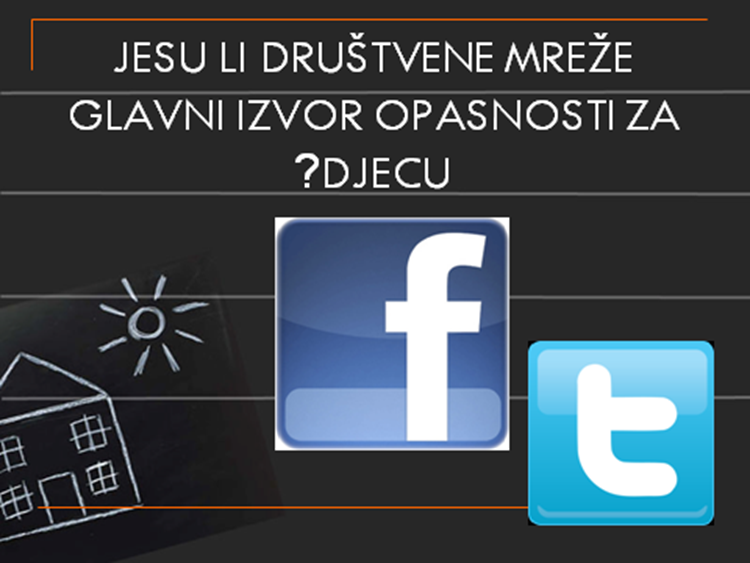 JESU LI DRUŠTVENE MREŽE
GLAVNI IZVOR OPASNOSTI ZA
?DJECU
f
t